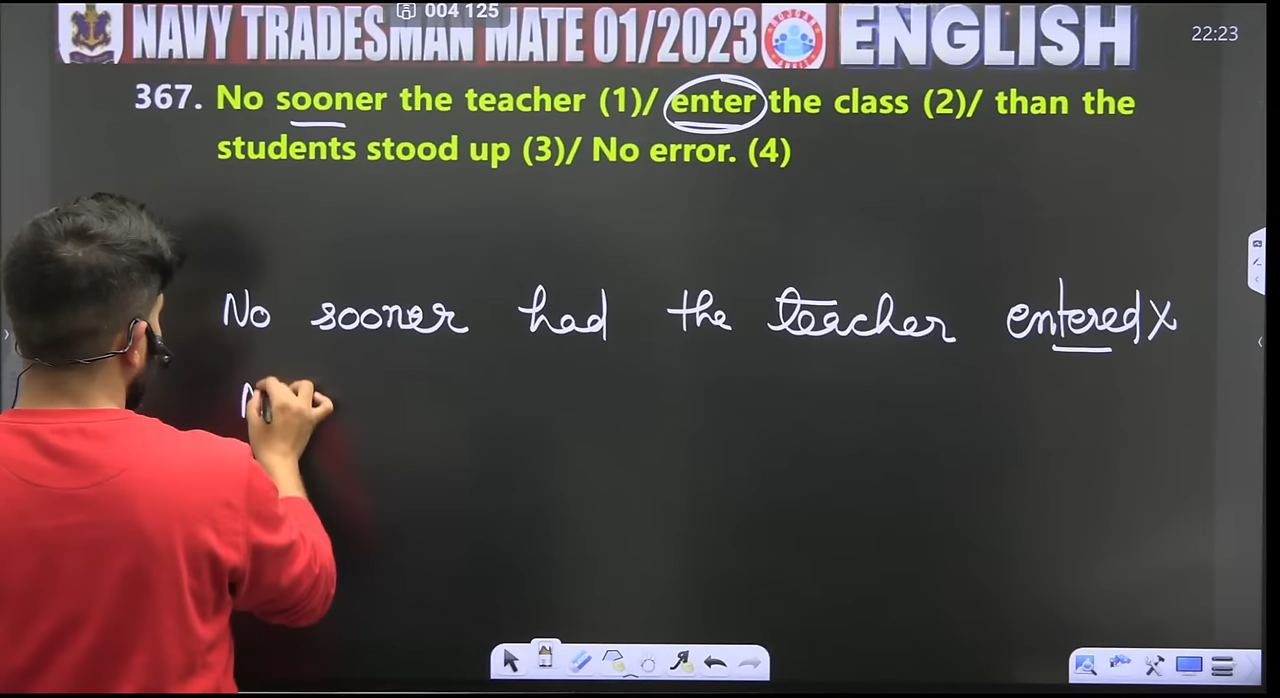 004 125
NAVY TRADESMAN MATE 01/2023 ENGLISH
22:23
367. No sooner the teacher (1)/ enter the class (2)/ than the
students stood up (3)/ No error. (4)
No sooner had the teacher entered X
N